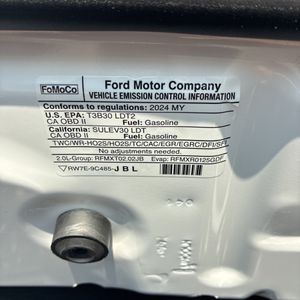 FoMoCo
Ford Motor Company
VEHICLE EMISSION CONTROL INFORMATION
Conforms to regulations: 2024 MY
U.S. EPA: T3B30 LDT2
CA OBD II Fuel: Gasoline
California: SULEV30 LDT
CA OBD II Fuel: Gasoline
TWC/WR-HO2S/HO2S/TC/CAC/EGR/EGRC/DFI/SFI
No adjustments needed.
2.0L-Group: RFMXT02.02JB Evap: RFMXR0125GDP
RW7E-9C485-JBL